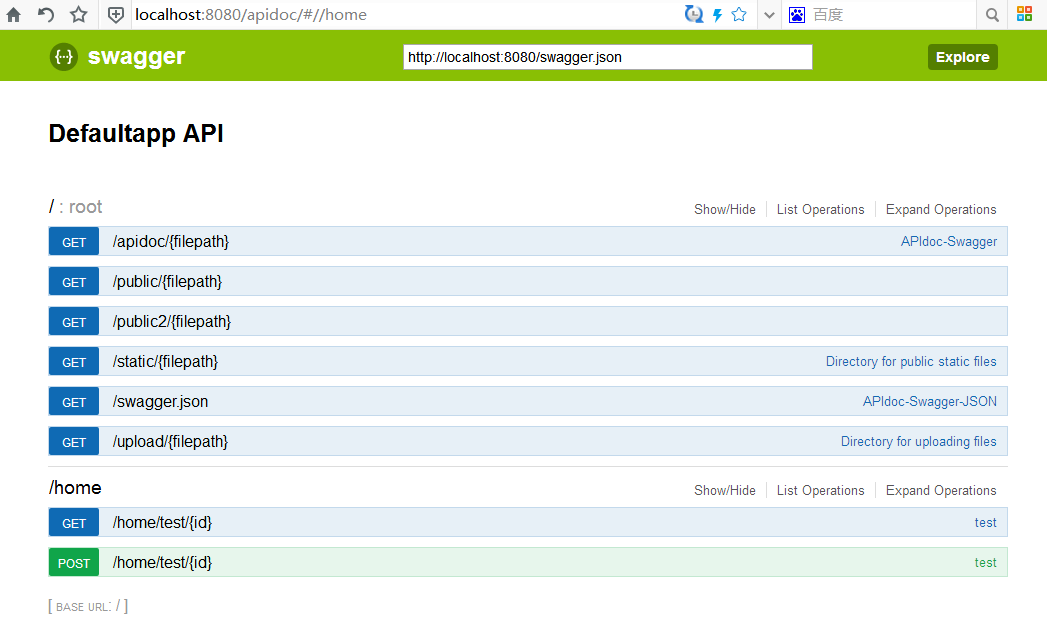 localhost:8080/apidoc/#//home 百度
{··} swagger http://localhost:8080/swagger.json Explore
Defaultapp API
/ : root Show/Hide List Operations Expand Operations
GET /apidoc/{filepath} APIdoc-Swagger
GET /public/{filepath}
GET /public2/{filepath}
GET /static/{filepath} Directory for public static files
GET /swagger.json APIdoc-Swagger-JSON
GET /upload/{filepath} Directory for uploading files
/home Show/Hide List Operations Expand Operations
GET /home/test/{id} test
POST /home/test/{id} test
[ BASE URL: / ]